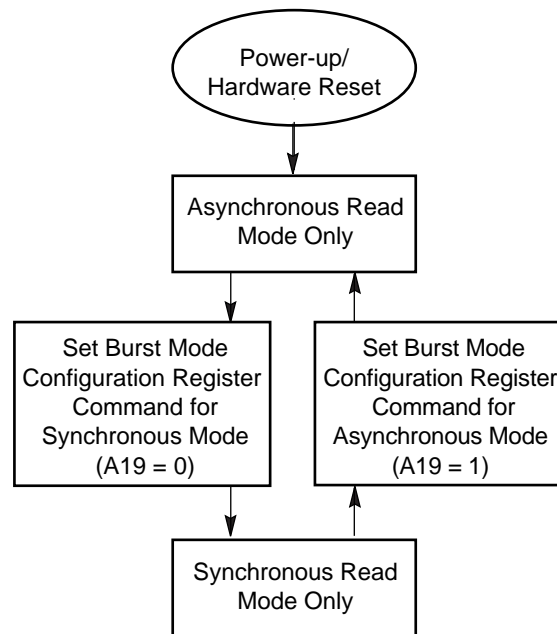 Power-up/
Hardware Reset
Asynchronous Read
Mode Only
Set Burst Mode
Configuration Register
Command for
Synchronous Mode
(A19 = 0)
Set Burst Mode
Configuration Register
Command for
Asynchronous Mode
(A19 = 1)
Synchronous Read
Mode Only